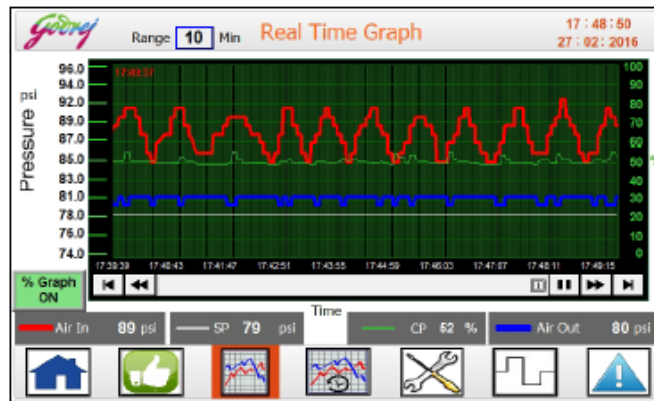 Godrej
Range 10 Min
Real Time Graph
17 : 48 : 50
27 : 02 : 2016
psi
Pressure
96.0
94.0
92.0
89.0
87.0
85.0
83.0
81.0
78.0
76.0
74.0
100
90
80
70
60
50
40
30
20
10
0
%
17:39:39 17:40:43 17:41:47 17:42:51 17:43:55 17:44:59 17:46:03 17:47:07 17:48:11 17:49:15
% Graph
ON
Time
Air In 89 psi
SP 79 psi
CP 52 %
Air Out 80 psi